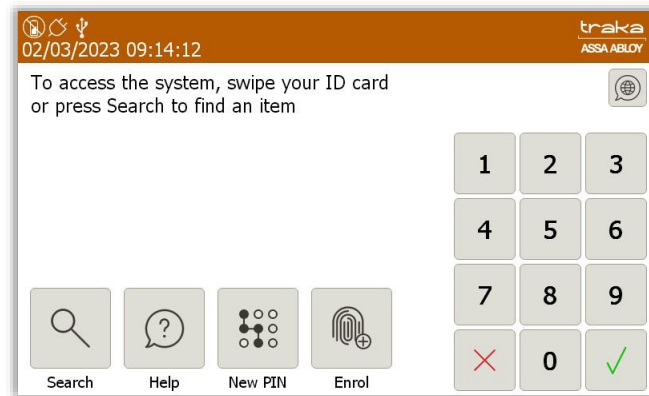 02/03/2023 09:14:12
traka
ASSA ABLOY
To access the system, swipe your ID card
or press Search to find an item
1 2 3
4 5 6
7 8 9
0
?
Search Help New PIN Enrol